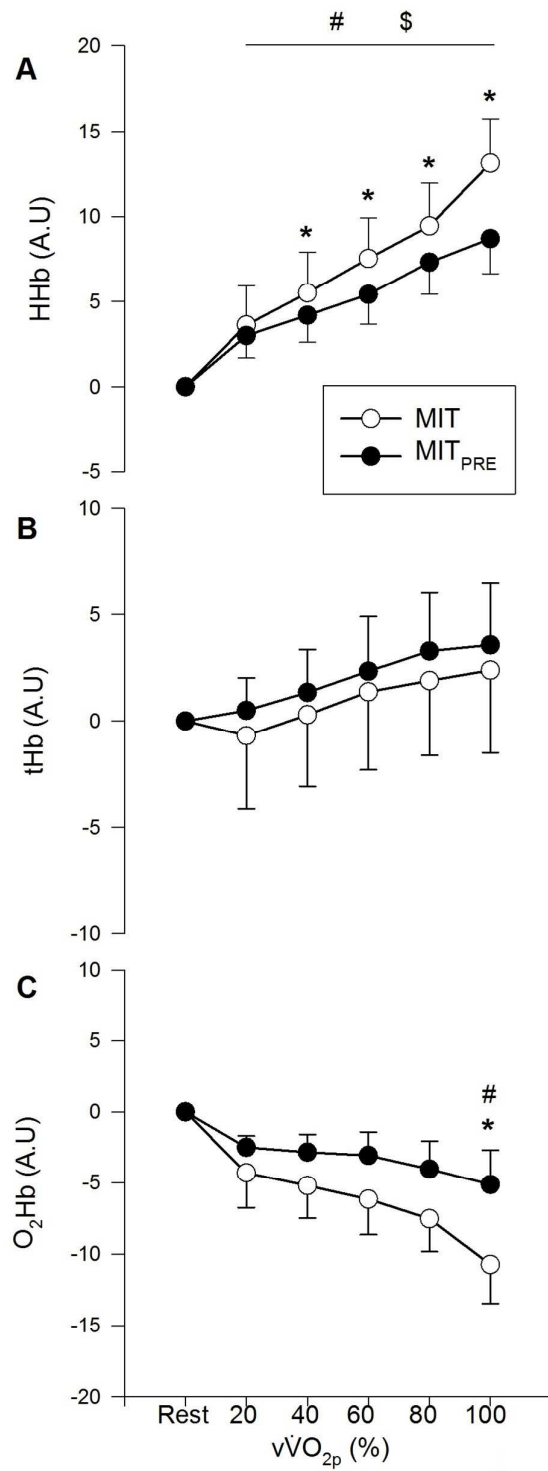 # $
A
20
15
10
5
0
-5
HHb (A.U)
* * * *
MIT
MIT_PRE
B
10
5
0
-5
-10
tHb (A.U)
C
10
5
0
-5
-10
-15
-20
O₂Hb (A.U)
#
*
Rest 20 40 60 80 100
vV̇O₂p (%)